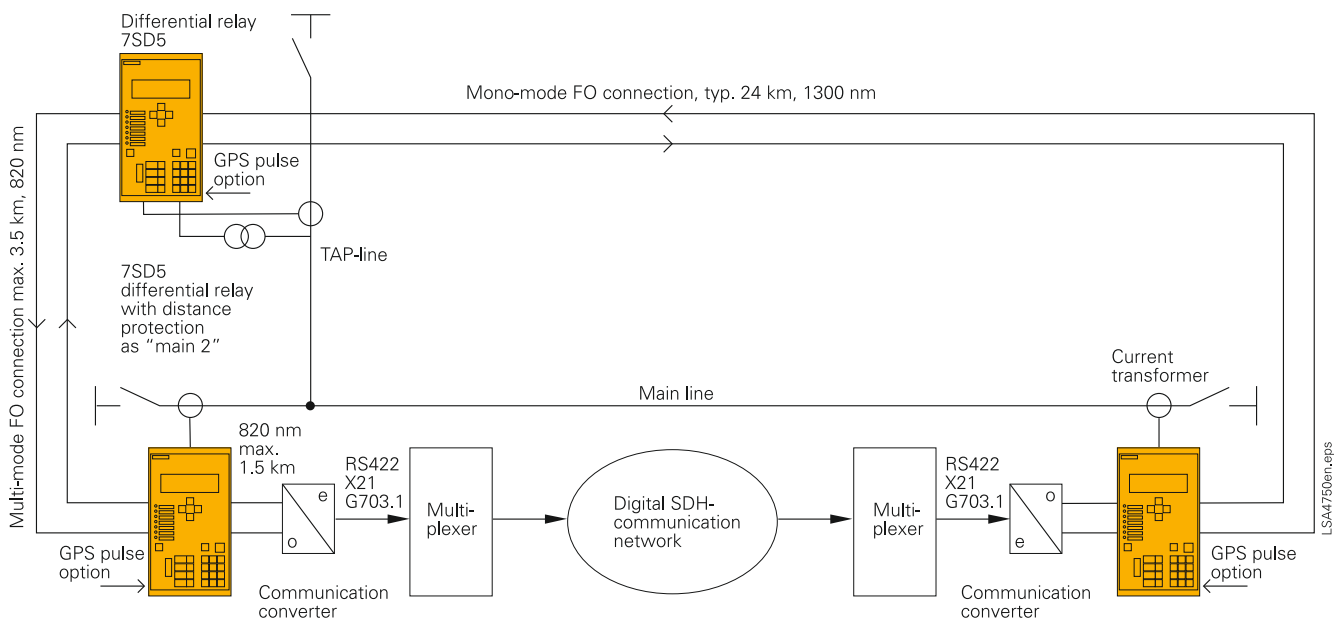 Differential relay
7SD5
Mono-mode FO connection, typ. 24 km, 1300 nm
Multi-mode FO connection max. 3.5 km, 820 nm
GPS pulse
option
TAP-line
7SD5
differential relay
with distance
protection
as “main 2”
Current
transformer
Main line
820 nm
max.
1.5 km
RS422
X21
G703.1
e
o
Multi-
plexer
Digital SDH-
communication
network
Multi-
plexer
RS422
X21
G703.1
o
e
GPS pulse
option
Communication
converter
Communication
converter
GPS pulse
option
LSA4750en.eps